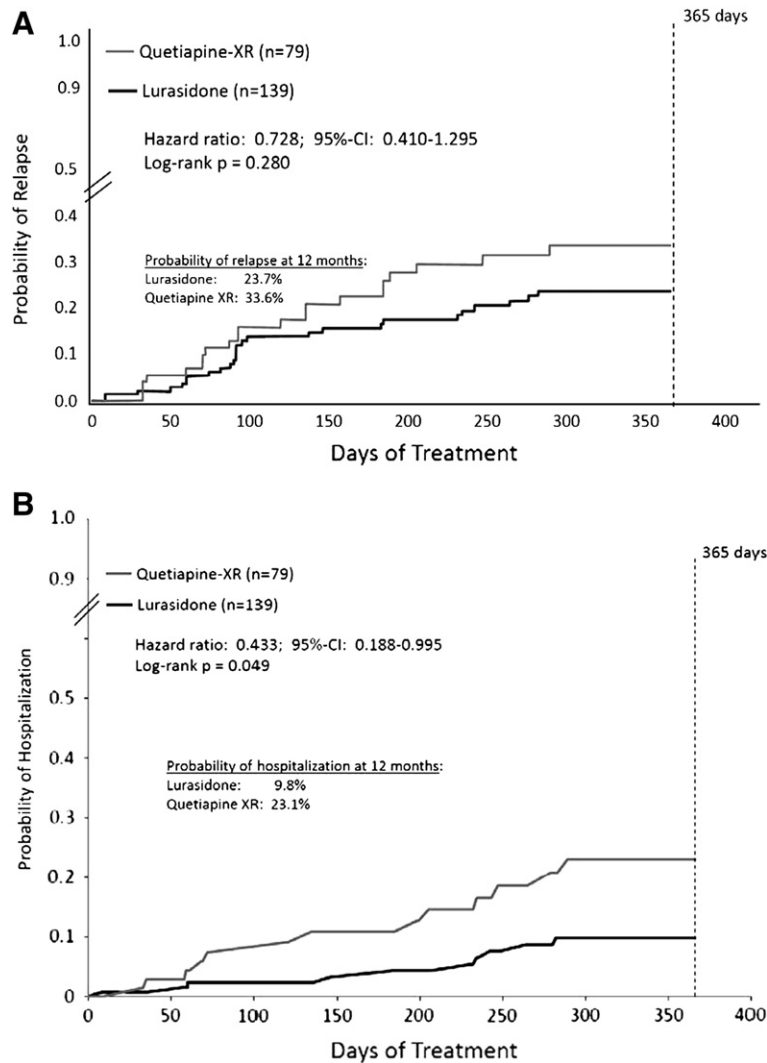 A
365 days
1.0
Quetiapine-XR (n=79)
0.9
Lurasidone (n=139)
Hazard ratio: 0.728; 95%-CI: 0.410-1.295
Log-rank p = 0.280
0.5
0.4
Probability of Relapse
Probability of relapse at 12 months:
0.3
Lurasidone: 23.7%
Quetiapine XR: 33.6%
0.2
0.1
0.0
0 50 100 150 200 250 300 350 400
Days of Treatment
B
1.0
365 days
Quetiapine-XR (n=79)
0.9
Lurasidone (n=139)
Hazard ratio: 0.433; 95%-CI: 0.188-0.995
Log-rank p = 0.049
0.5
Probability of Hospitalization
Probability of hospitalization at 12 months:
0.4
Lurasidone: 9.8%
Quetiapine XR: 23.1%
0.3
0.2
0.1
0
0 50 100 150 200 250 300 350 400
Days of Treatment